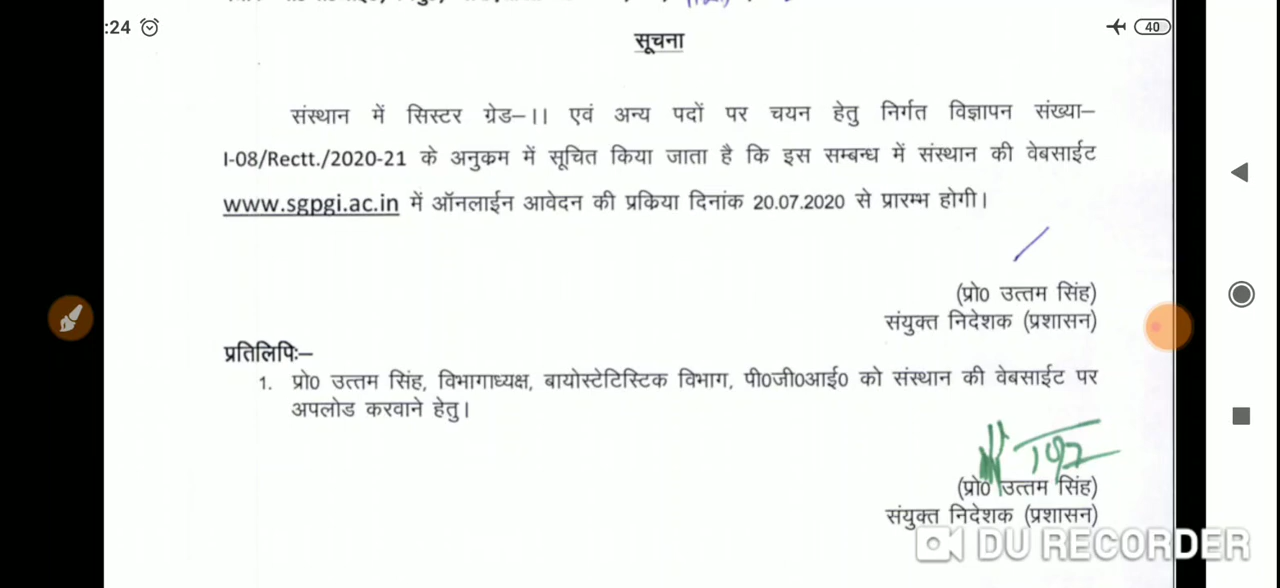 :24
40
सूचना
संस्थान में सिस्टर ग्रेड–।। एवं अन्य पदों पर चयन हेतु निर्गत विज्ञापन संख्या–
I-08/Rectt./2020-21 के अनुकम में सूचित किया जाता है कि इस सम्बन्ध में संस्थान की वेबसाईट
www.sgpgi.ac.in में ऑनलाईन आवेदन की प्रकिया दिनांक 20.07.2020 से प्रारम्भ होगी।
(प्रो0 उत्तम सिंह)
संयुक्त निदेशक (प्रशासन)
प्रतिलिपिः–
1. प्रो0 उत्तम सिंह, विभागाध्यक्ष, बायोस्टेटिस्टिक विभाग, पी0जी0आई0 को संस्थान की वेबसाईट पर
अपलोड करवाने हेतु।
(प्रो0 उत्तम सिंह)
संयुक्त निदेशक (प्रशासन)
DU RECORDER